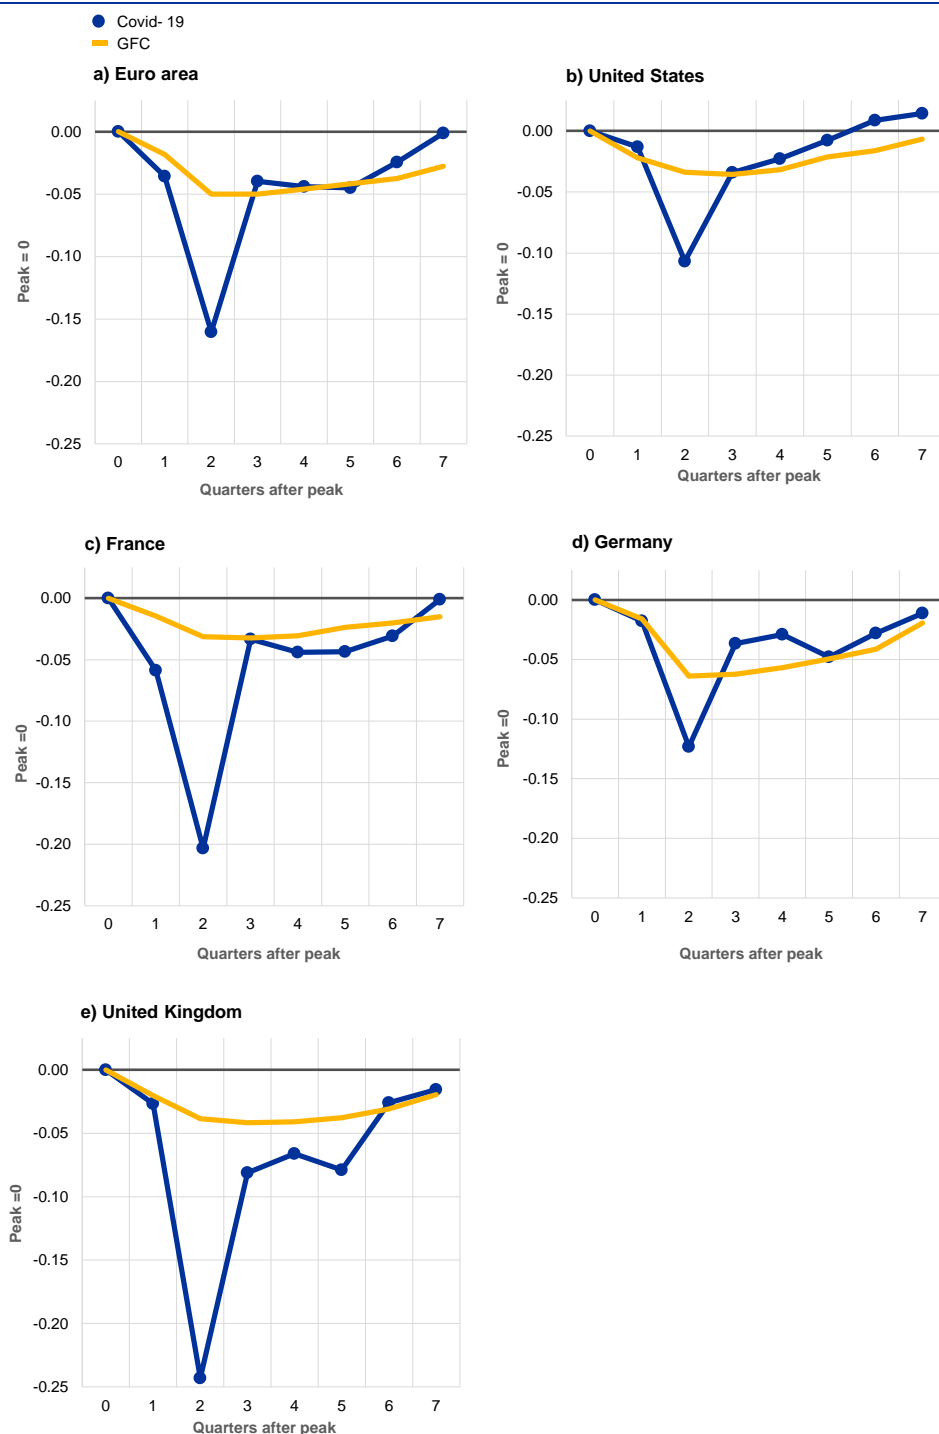 Covid- 19
GFC
a) Euro area
0.00
-0.05
-0.10
-0.15
-0.20
-0.25
Peak = 0
0 1 2 3 4 5 6 7
Quarters after peak
b) United States
0.00
-0.05
-0.10
-0.15
-0.20
-0.25
Peak = 0
0 1 2 3 4 5 6 7
Quarters after peak
c) France
0.00
-0.05
-0.10
-0.15
-0.20
-0.25
Peak =0
0 1 2 3 4 5 6 7
Quarters after peak
d) Germany
0.00
-0.05
-0.10
-0.15
-0.20
-0.25
Peak =0
0 1 2 3 4 5 6 7
Quarters after peak
e) United Kingdom
0.00
-0.05
-0.10
-0.15
-0.20
-0.25
Peak =0
0 1 2 3 4 5 6 7
Quarters after peak